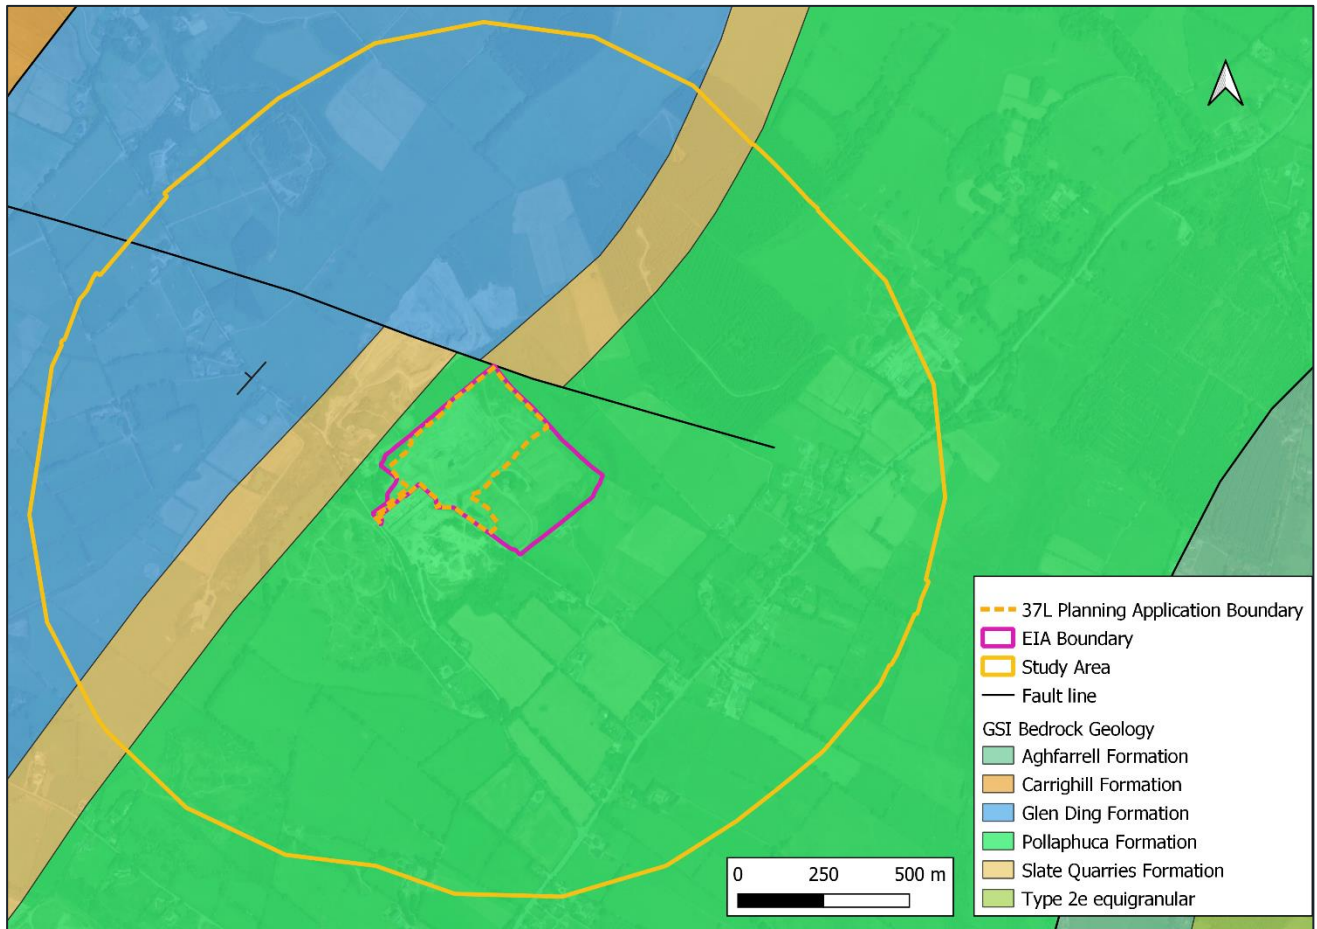 37L Planning Application Boundary
EIA Boundary
Study Area
Fault line
GSI Bedrock Geology
Aghfarrell Formation
Carrighill Formation
Glen Ding Formation
Pollaphuca Formation
Slate Quarries Formation
Type 2e equigranular
0 250 500 m